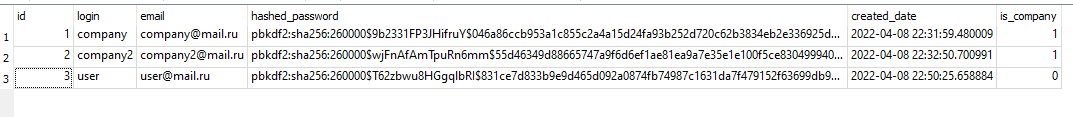 id login email hashed_password created_date is_company
1 1 company company@mail.ru pbkdf2:sha256:260000$9b2331FP3JHifruY$046a86ccb953a1c855c2a4a15d24fa93b252d720c62b3834eb2e336925d... 2022-04-08 22:31:59.480009 1
2 2 company2 company2@mail.ru pbkdf2:sha256:260000$wjFnAfAmTpuRn6mm$55d46349d88665747a9f6d6ef1ae81ea9a7e35e1e100f5ce830499940... 2022-04-08 22:32:50.700991 1
3 3 user user@mail.ru pbkdf2:sha256:260000$T62zbwu8HGgqIbRI$831ce7d833b9e9d465d092a0874fb74987c1631da7f479152f63699db9... 2022-04-08 22:50:25.658884 0